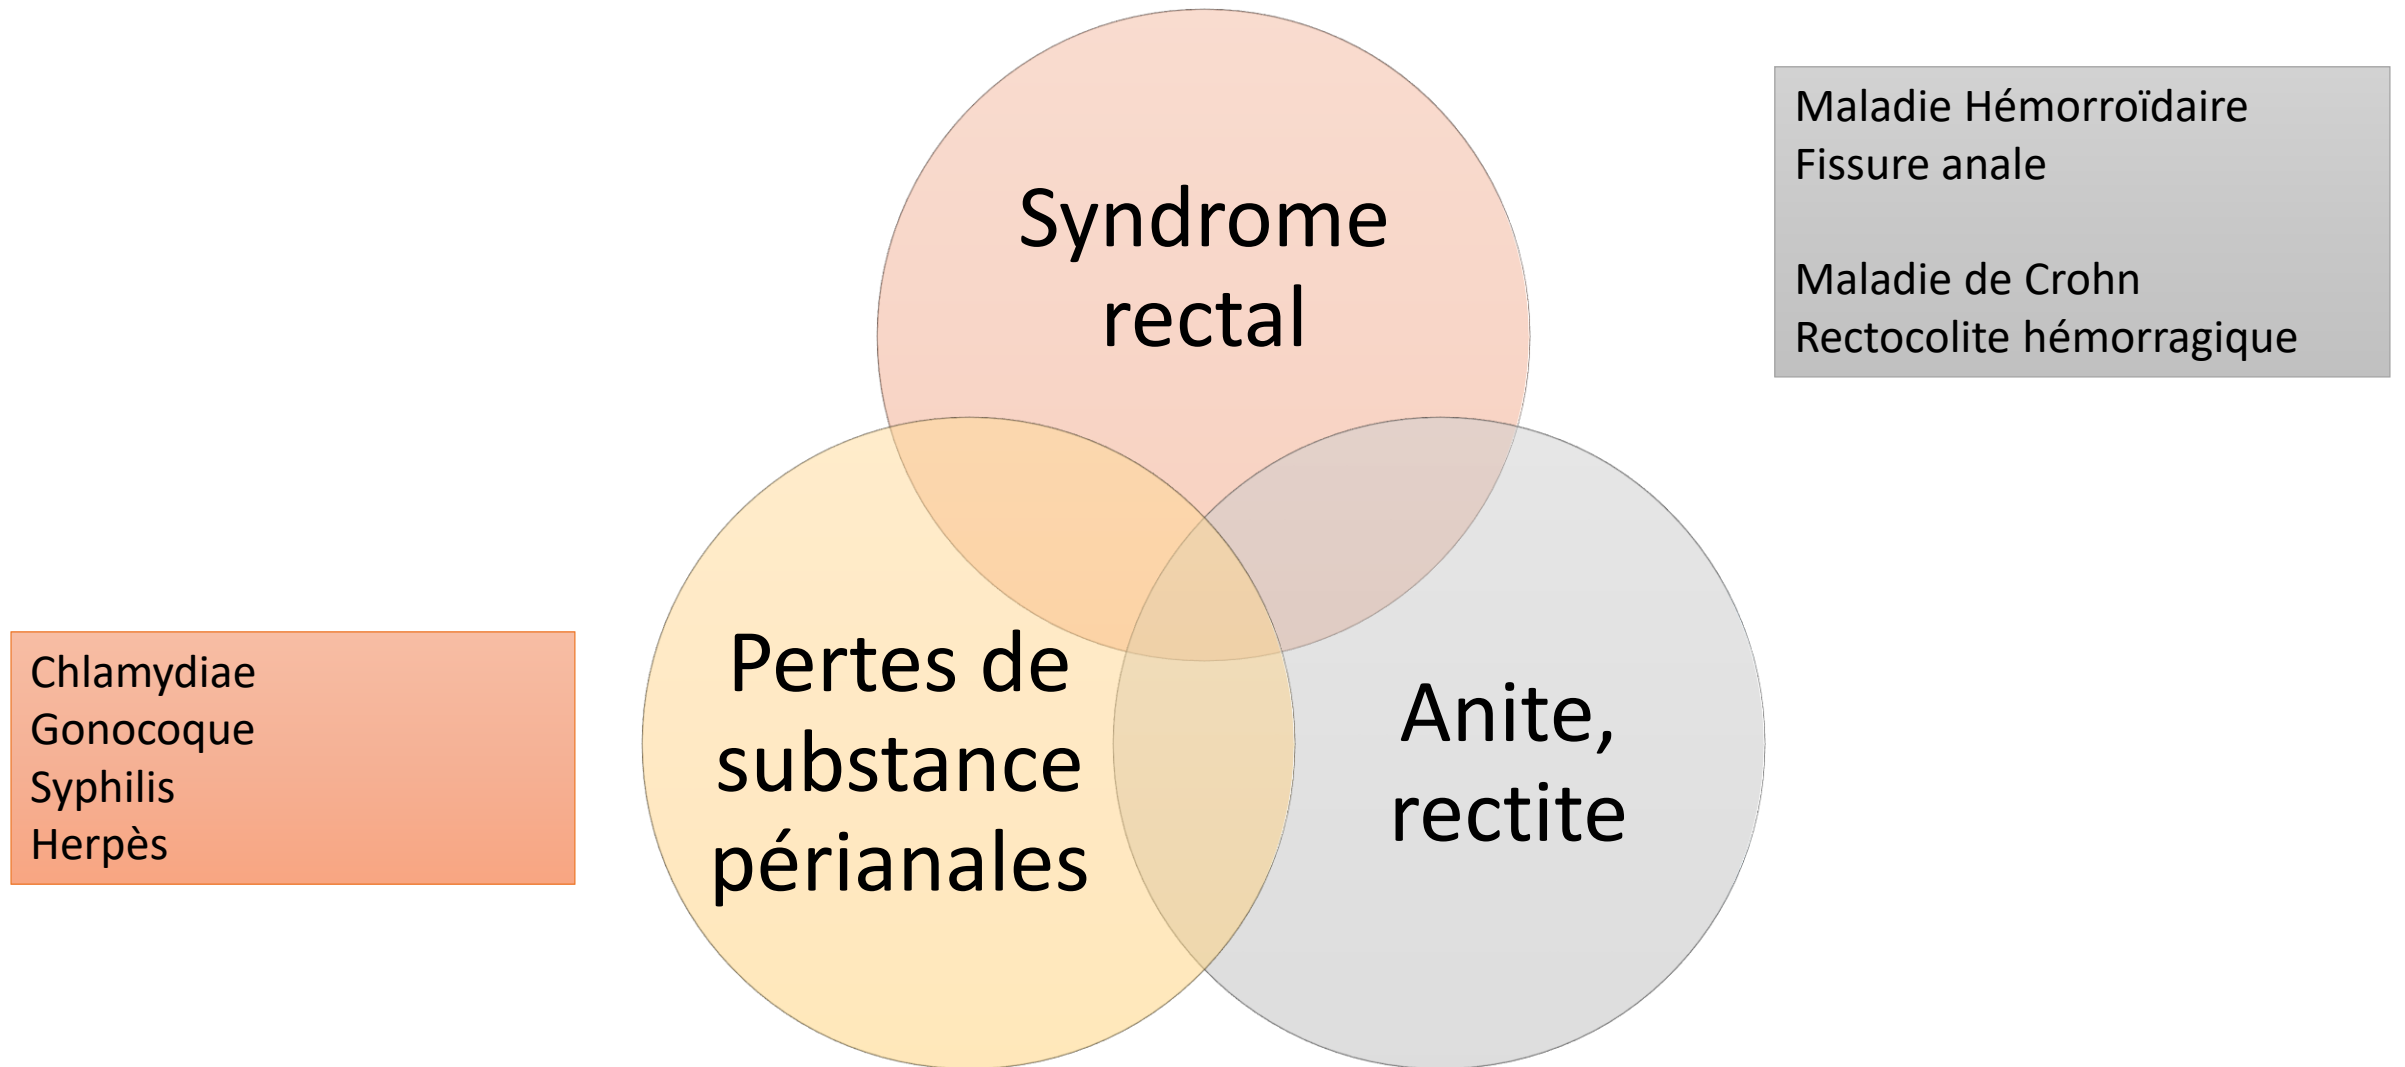 Syndrome
rectal
Maladie Hémorroïdaire
Fissure anale
Maladie de Crohn
Rectocolite hémorragique
Chlamydiae
Gonocoque
Syphilis
Herpès
Pertes de
substance
périanales
Anite,
rectite